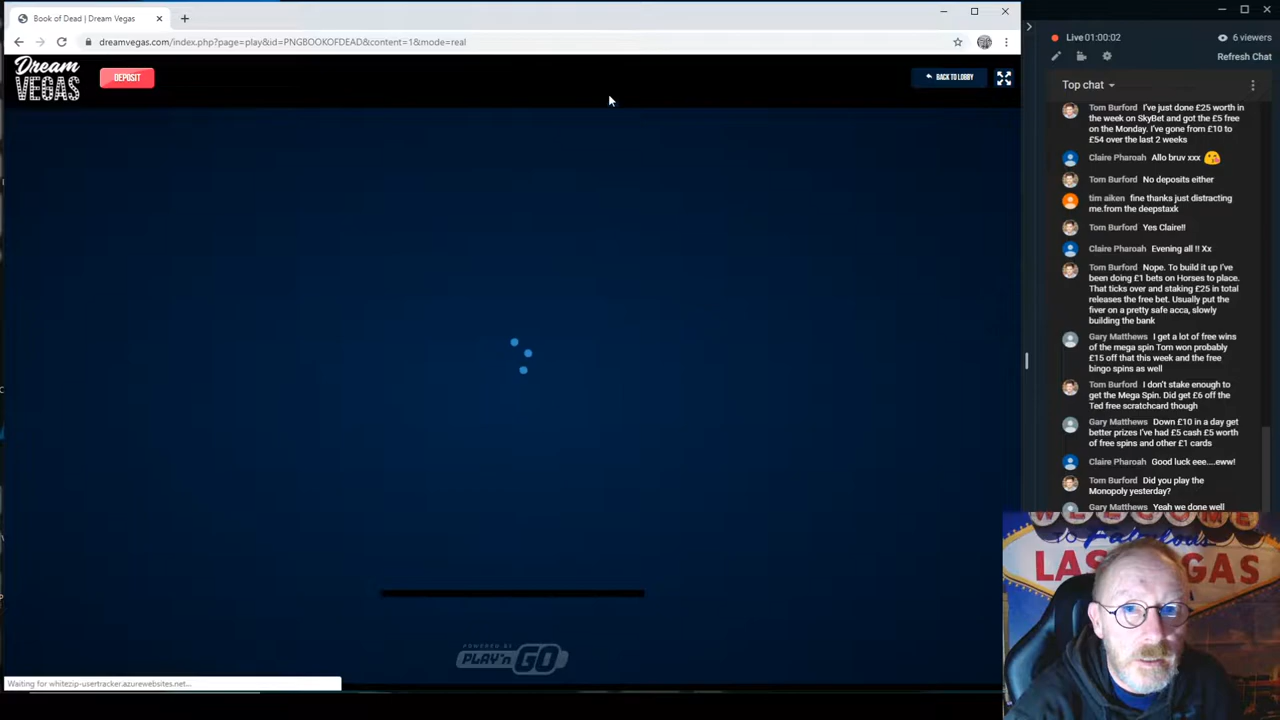 Book of Dead | Dream Vegas
dreamvegas.com/index.php?page=play&id=PNGBOOKOFDEAD&content=1&mode=real
Dream
VEGAS
DEPOSIT
BACK TO LOBBY
POWERED BY
PLAY'n GO
Waiting for whitezip-usertracker.azurewebsites.net...
Live 01:00:02
6 viewers
Refresh Chat
Top chat
Tom Burford I've just done £25 worth in
the week on SkyBet and got the £5 free
on the Monday. I've gone from £10 to
£54 over the last 2 weeks
Claire Pharoah Allo bruv xxx 😘
Tom Burford No deposits either
tim aiken fine thanks just distracting
me.from the deepstaxk
Tom Burford Yes Claire!!
Claire Pharoah Evening all !! Xx
Tom Burford Nope. To build it up I've
been doing £1 bets on Horses to place.
That ticks over and staking £25 in total
releases the free bet. Usually put the
fiver on a pretty safe acca, slowly
building the bank
Gary Matthews I get a lot of free wins
of the mega spin Tom won probably
£15 off that this week and the free
bingo spins as well
Tom Burford I don't stake enough to
get the Mega Spin. Did get £6 off the
Ted free scratchcard though
Gary Matthews Down £10 in a day get
better prizes I've had £5 cash £5 worth
of free spins and other £1 cards
Claire Pharoah Good luck eee....eww!
Tom Burford Did you play the
Monopoly yesterday?
Gary Matthews Yeah we done well
WELCOME
TO Fabulous
LAS VEGAS